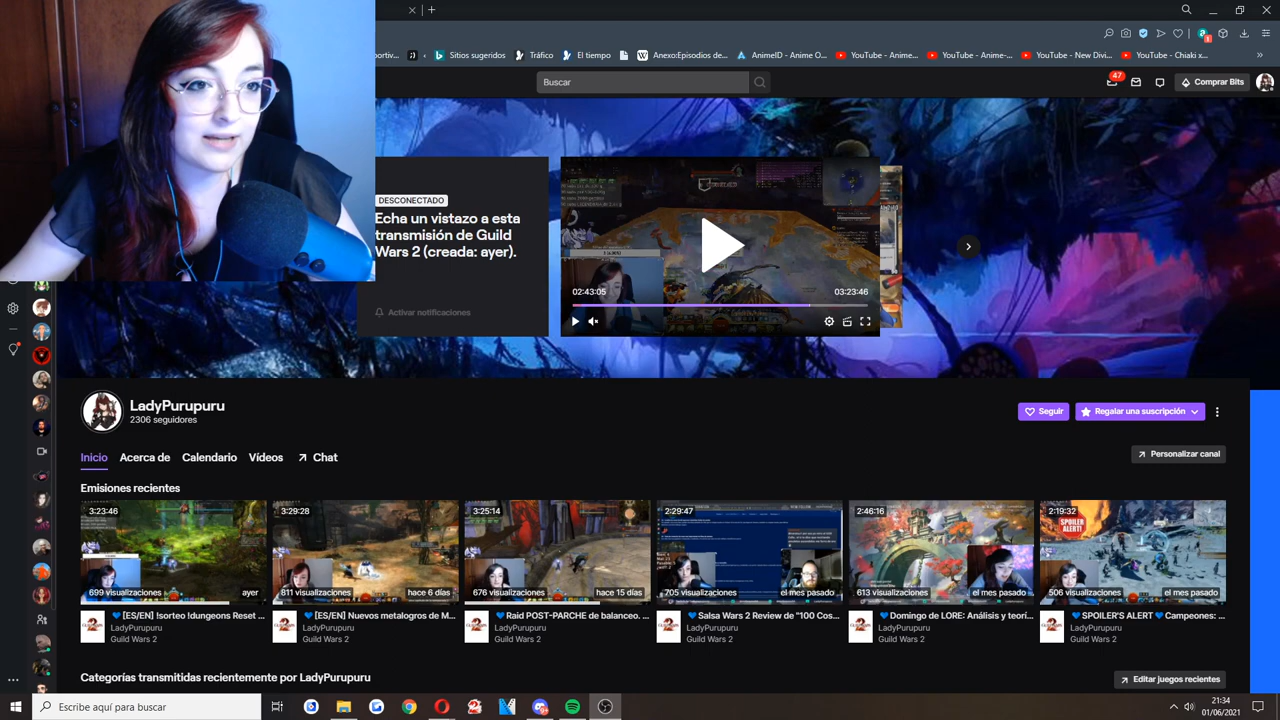 ortiv...
Sitios sugeridos
Tráfico
El tiempo
Anexo:Episodios de...
AnimeID - Anime O...
YouTube - Anime...
YouTube - Anime-...
YouTube - New Divi...
YouTube - Chiaki x...
1
Buscar
47
Comprar Bits
DESCONECTADO
Echa un vistazo a esta
transmisión de Guild
Wars 2 (creada: ayer).
Activar notificaciones
02:43:05
03:23:46
LadyPurupuru
2306 seguidores
Seguir
Regalar una suscripción
Inicio
Acerca de
Calendario
Vídeos
Chat
Personalizar canal
Emisiones recientes
3:23:46
3:29:28
3:25:14
2:29:47
2:46:16
2:19:32
SPOILER
ALERT!
699 visualizaciones
ayer
811 visualizaciones
hace 6 días
676 visualizaciones
hace 15 días
705 visualizaciones
el mes pasado
613 visualizaciones
el mes pasado
506 visualizaciones
el mes pasado
[ES/EN] !sorteo !dungeons Reset ...
LadyPurupuru
Guild Wars 2
[ES/EN] Nuevos metalogros de M...
LadyPurupuru
Guild Wars 2
Raid POST-PARCHE de balanceo. ...
LadyPurupuru
Guild Wars 2
Salsa Wars 2 Review de "100 Cos...
LadyPurupuru
Guild Wars 2
Domingo de LORE: Análisis y teorí...
LadyPurupuru
Guild Wars 2
SPOILER'S ALERT 💙 Campeones: ...
LadyPurupuru
Guild Wars 2
Categorías transmitidas recientemente por LadyPurupuru
Editar juegos recientes
Escribe aquí para buscar
21:34
01/06/2021